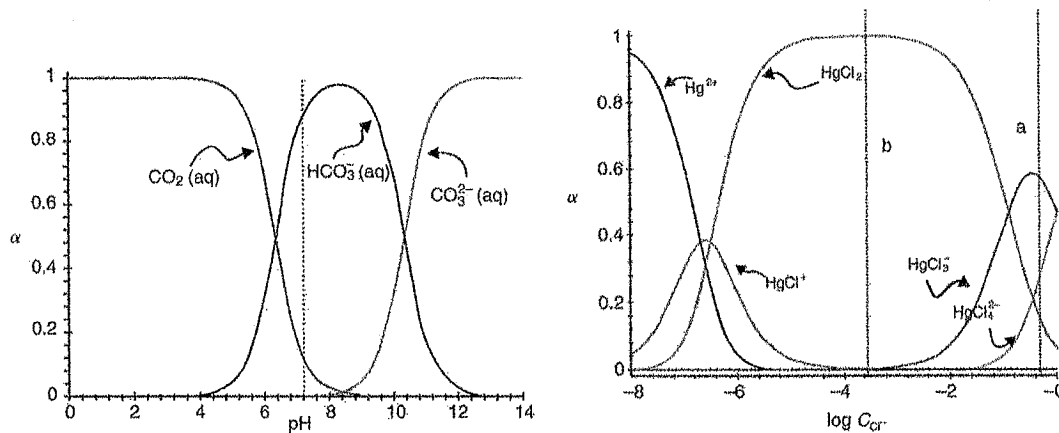 1
0.8
0.6
α
0.4
0.2
0
0 2 4 6 8 10 12 14
pH
CO₂ (aq)
HCO₃⁻ (aq)
CO₃²⁻ (aq)
1
0.8
0.6
α
0.4
0.2
0
−8 −6 −4 −2 −0
log C_Cl⁻
Hg²⁺
HgCl₂
a
b
HgCl⁺
HgCl₃⁻
HgCl₄²⁻